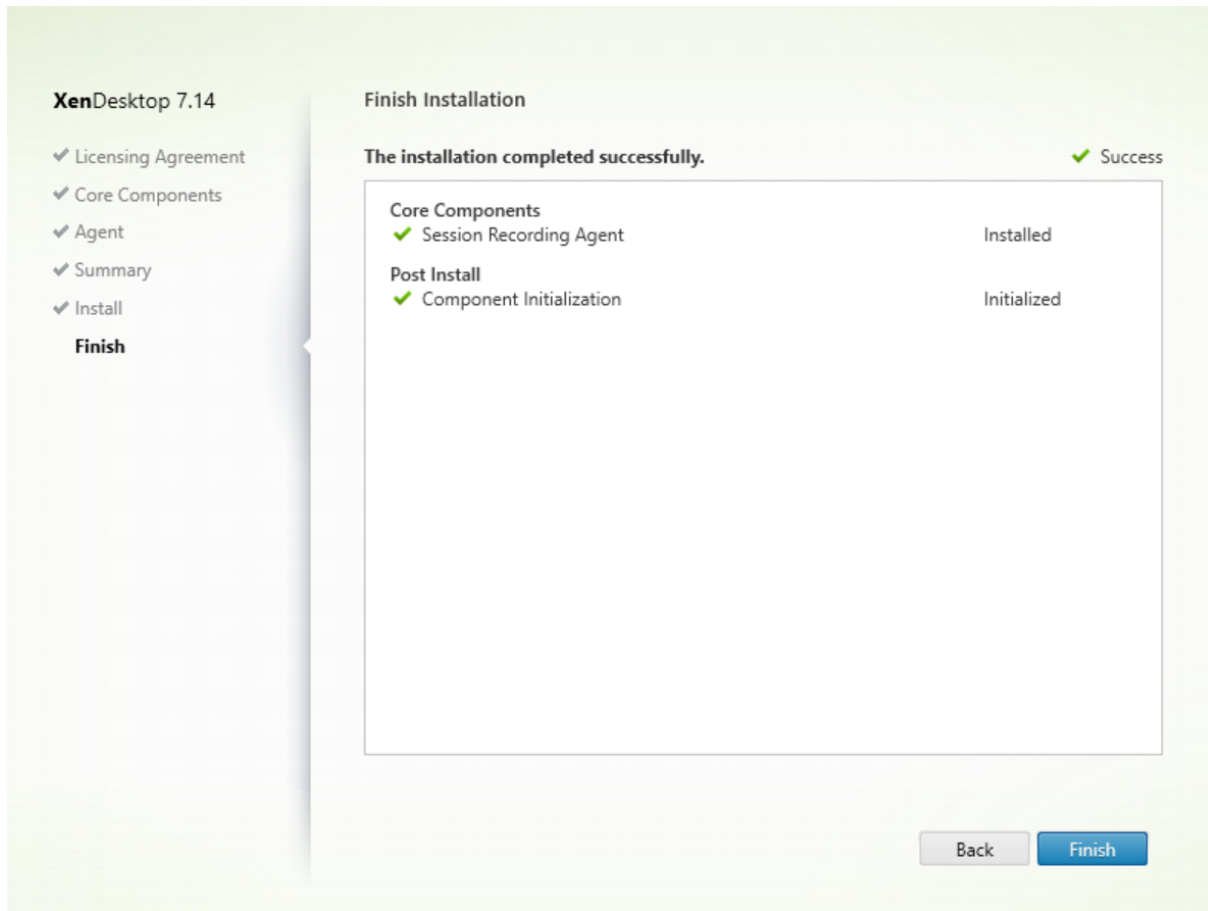 XenDesktop 7.14
Licensing Agreement
Core Components
Agent
Summary
Install
Finish
Finish Installation
The installation completed successfully.
Success
Core Components
Session Recording Agent Installed
Post Install
Component Initialization Initialized
Back Finish